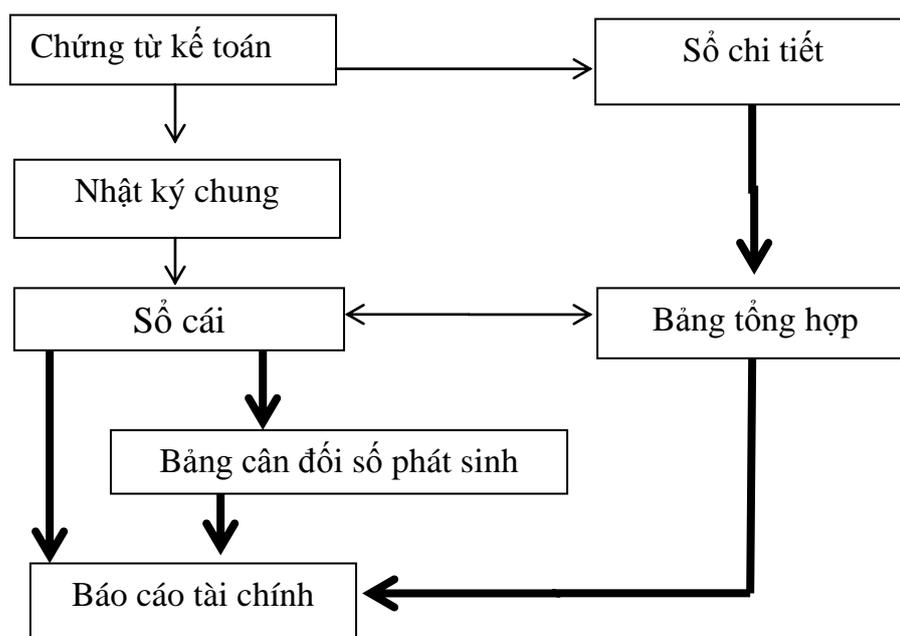 Chứng từ kế toán
Sổ chi tiết
Nhật ký chung
Sổ cái
Bảng tổng hợp
Bảng cân đối số phát sinh
Báo cáo tài chính